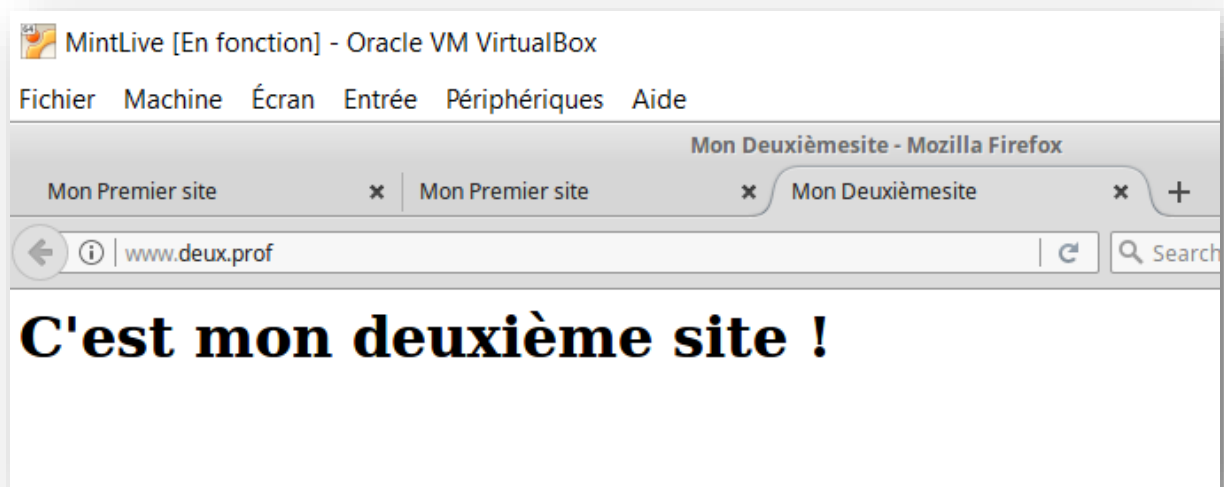 MintLive [En fonction] - Oracle VM VirtualBox
Fichier Machine Écran Entrée Périphériques Aide
Mon Deuxièmesite - Mozilla Firefox
Mon Premier site Mon Premier site Mon Deuxièmesite
www.deux.prof Search
C'est mon deuxième site !